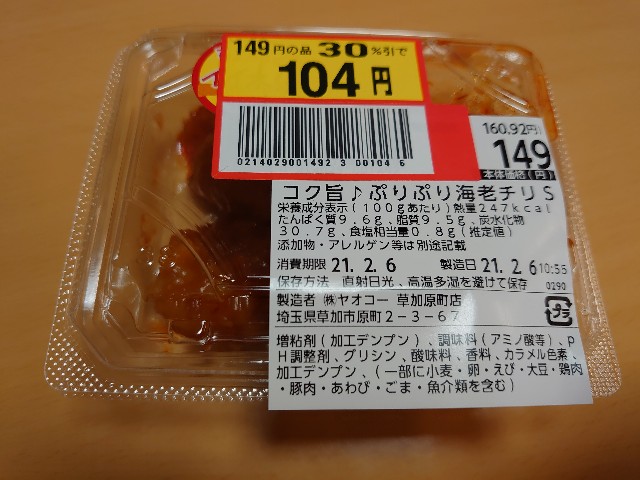 149円の品 30%引で
104円
0214029001492 3 00104 6
160.92円)
149
本体価格(円)
コク旨♪ぷりぷり海老チリS
栄養成分表示(100gあたり)熱量247kcal
たんぱく質9.6g、脂質9.5g、炭水化物
30.7g、食塩相当量0.8g(推定値)
添加物・アレルゲン等は別途記載
消費期限 21.2.6 製造日 21.2.6 10:55
保存方法 直射日光、高温多湿を避けて保存 0290
製造者 ㈱ヤオコー 草加原町店
埼玉県草加市原町2-3-67
プラ
増粘剤(加工デンプン)、調味料(アミノ酸等)、p
H調整剤、グリシン、酸味料、香料、カラメル色素、
加工デンプン、(一部に小麦・卵・えび・大豆・鶏肉
・豚肉・あわび・ごま・魚介類を含む)